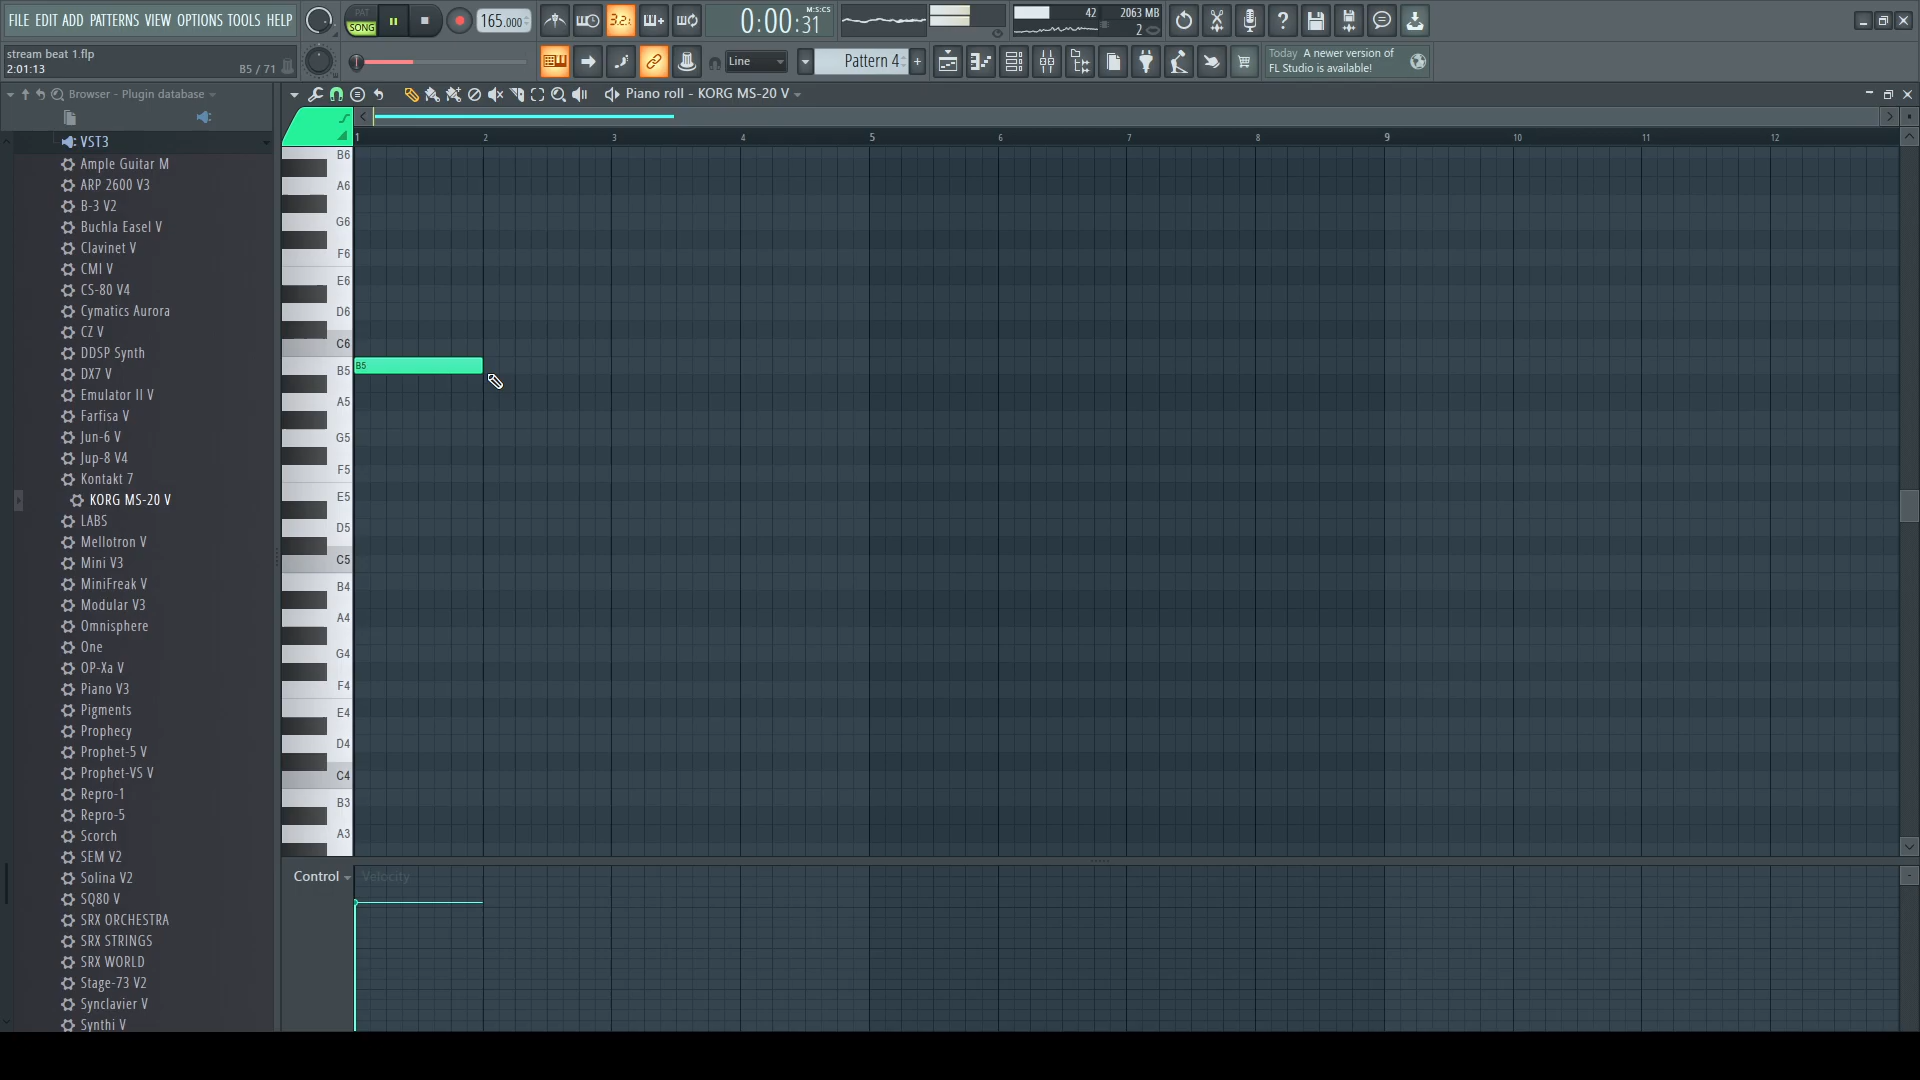 FILE EDIT ADD PATTERNS VIEW OPTIONS TOOLS HELP
PAT
SONG
165.000
3.2.
0:00:31
M:S:CS
42
2063 MB
2
stream beat 1.flp
2:01:13
B5 / 71
Line
Pattern 4
Today A newer version of
FL Studio is available!
Browser - Plugin database
Piano roll - KORG MS-20 V
VST3
Ample Guitar M
ARP 2600 V3
B-3 V2
Buchla Easel V
Clavinet V
CMI V
CS-80 V4
Cymatics Aurora
CZ V
DDSP Synth
DX7 V
Emulator II V
Farfisa V
Jun-6 V
Jup-8 V4
Kontakt 7
KORG MS-20 V
LABS
Mellotron V
Mini V3
MiniFreak V
Modular V3
Omnisphere
One
OP-Xa V
Piano V3
Pigments
Prophecy
Prophet-5 V
Prophet-VS V
Repro-1
Repro-5
Scorch
SEM V2
Solina V2
SQ80 V
SRX ORCHESTRA
SRX STRINGS
SRX WORLD
Stage-73 V2
Synclavier V
Synthi V
1 2 3 4 5 6 7 8 9 10 11 12
B6
A6
G6
F6
E6
D6
C6
B5
B5
A5
G5
F5
E5
D5
C5
B4
A4
G4
F4
E4
D4
C4
B3
A3
Control
Velocity